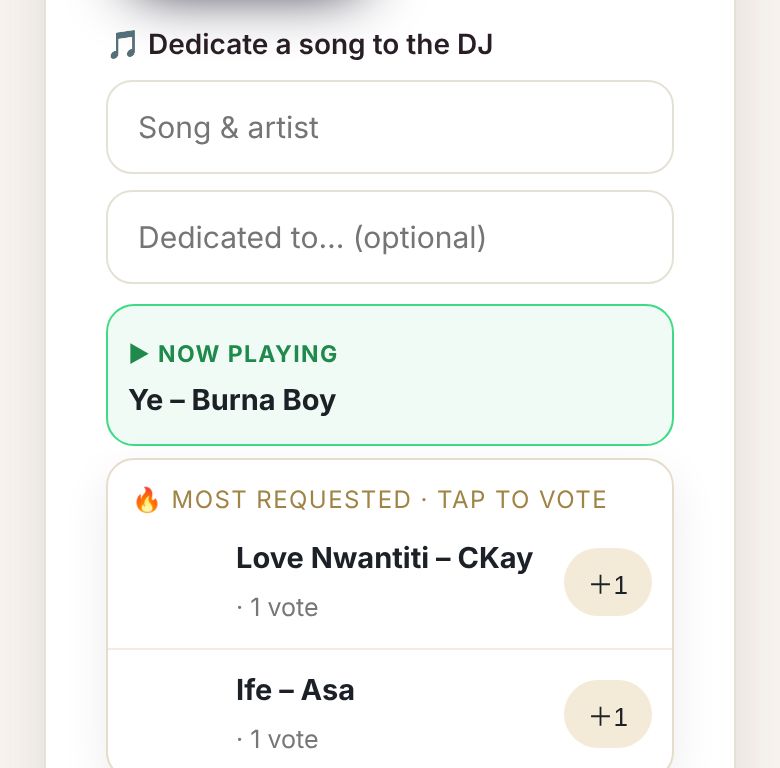 🎵 Dedicate a song to the DJ
Song & artist
Dedicated to... (optional)
▶ NOW PLAYING
Ye – Burna Boy
🔥 MOST REQUESTED · TAP TO VOTE
Love Nwantiti – CKay
· 1 vote
+1
Ife – Asa
· 1 vote
+1